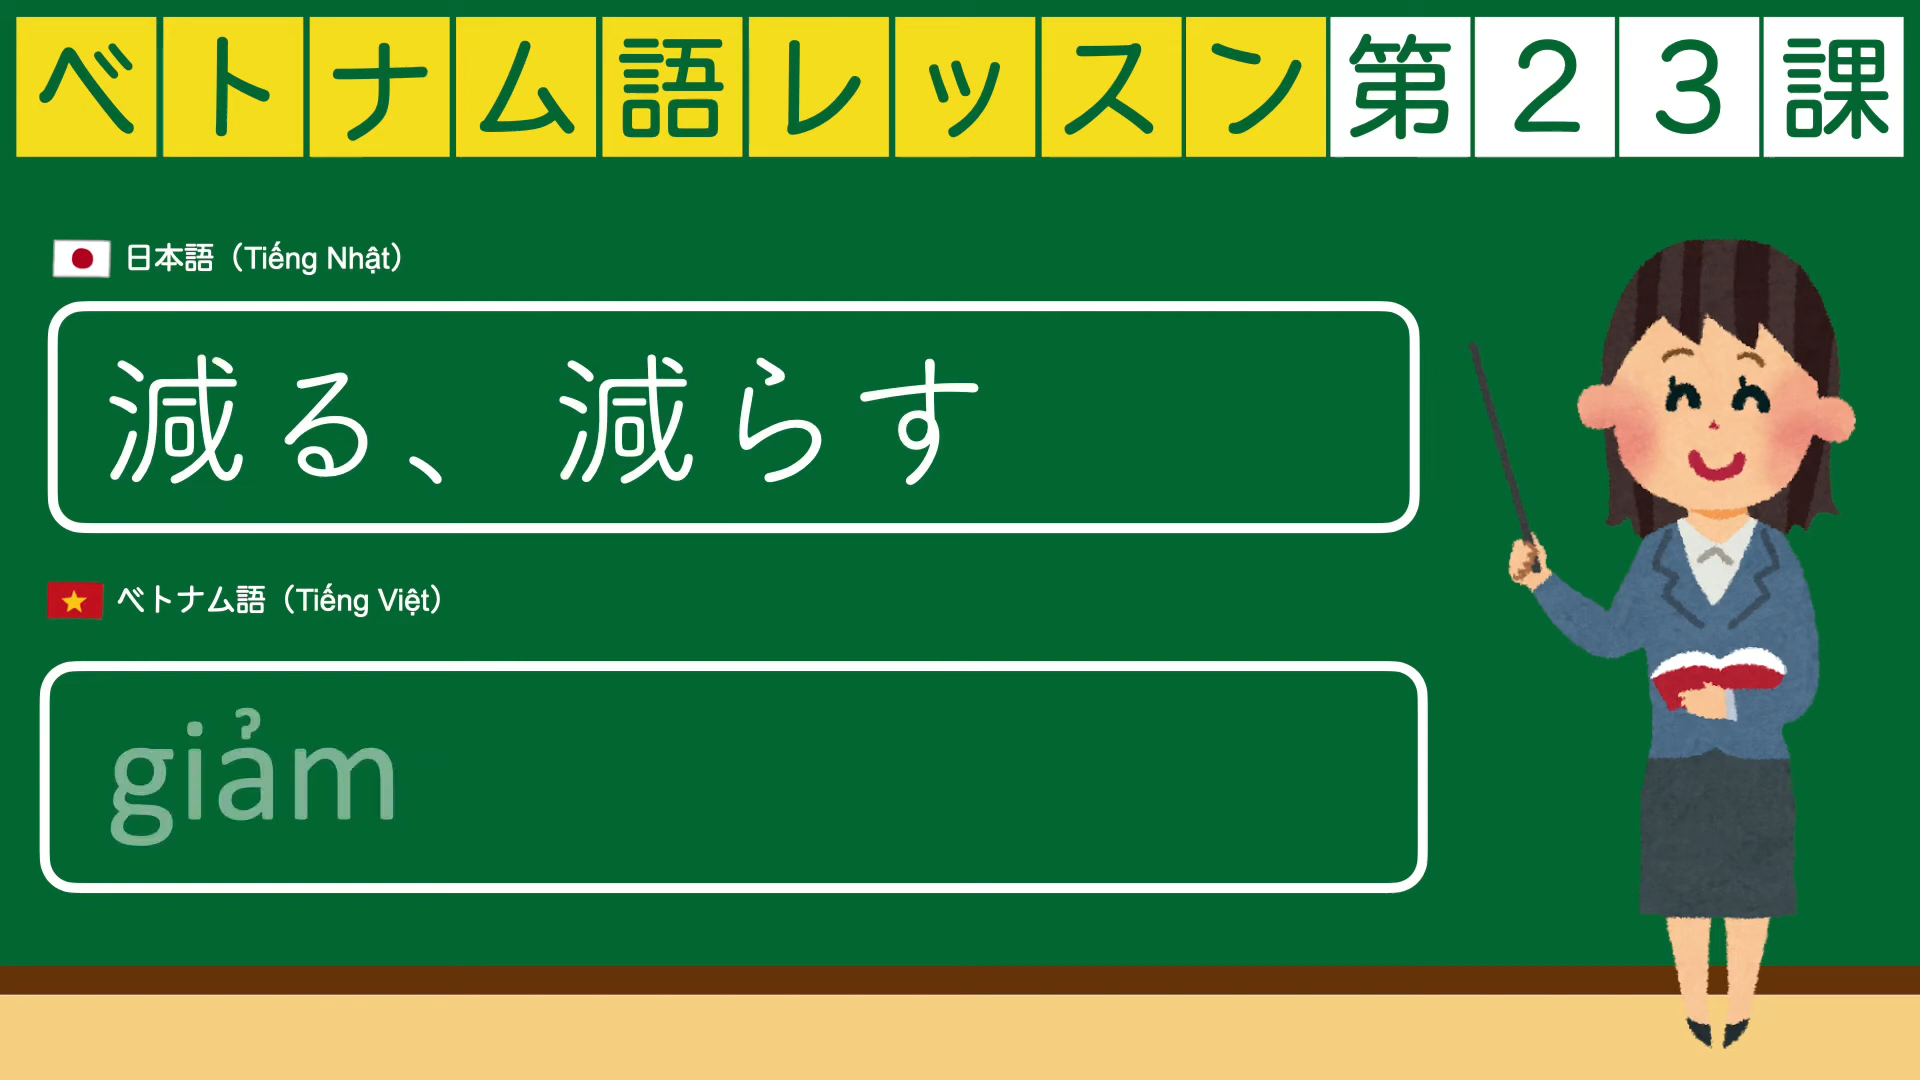 ベトナム語レッスン第23課
日本語（Tiếng Nhật）
減る、減らす
ベトナム語（Tiếng Việt）
giảm